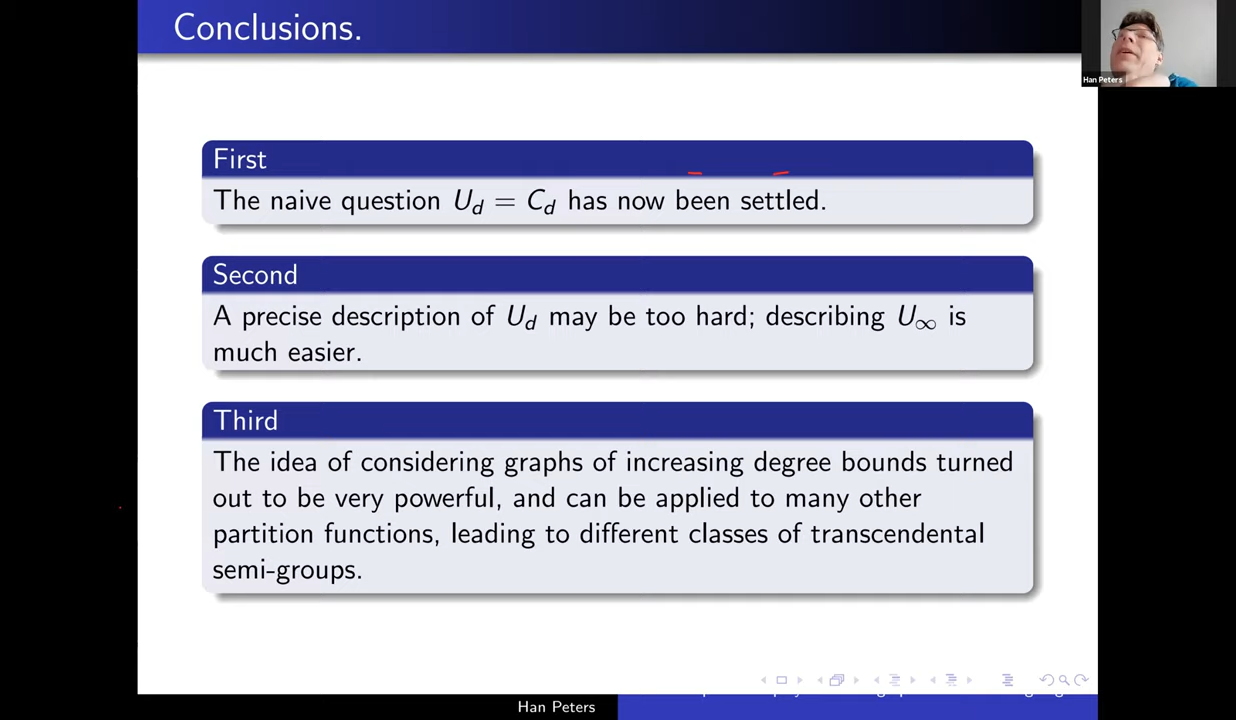 Conclusions.
Han Peters
First
The naive question U_d = C_d has now been settled.
Second
A precise description of U_d may be too hard; describing U_∞ is
much easier.
Third
The idea of considering graphs of increasing degree bounds turned
out to be very powerful, and can be applied to many other
partition functions, leading to different classes of transcendental
semi-groups.
Han Peters